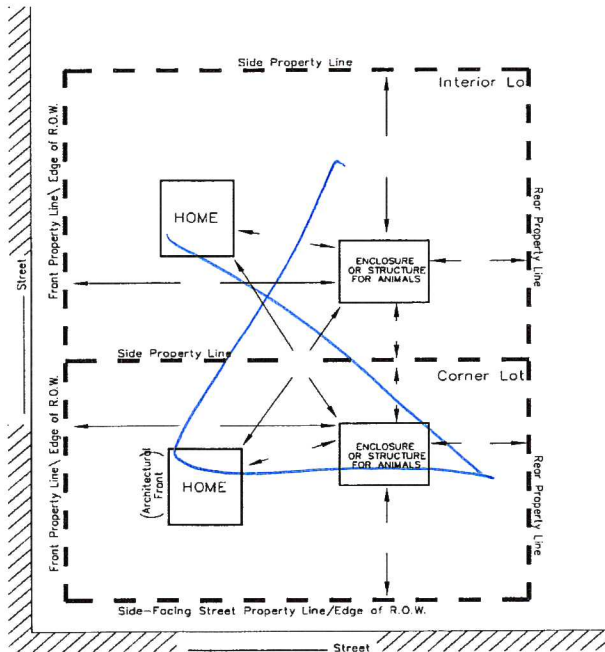 Side Property Line
Interior Lo
Front Property Line\ Edge of R.O.W.
HOME
ENCLOSURE
OR STRUCTURE
FOR ANIMALS
Rear Property Line
Street
Side Property Line
Corner Lot
Front Property Line\ Edge of R.O.W.
(Architectural
Front)
HOME
ENCLOSURE
OR STRUCTURE
FOR ANIMALS
Rear Property Line
Side-Facing Street Property Line/Edge of R.O.W.
Street